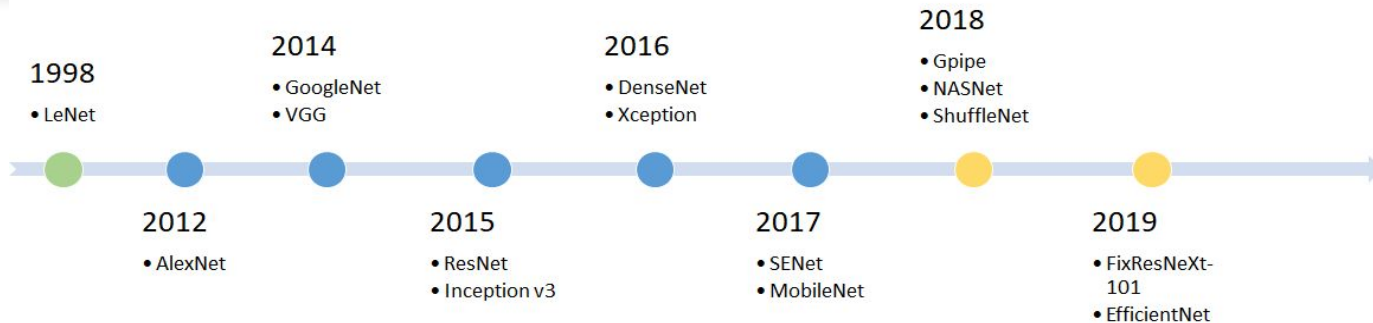 1998
• LeNet
2012
• AlexNet
2014
• GoogleNet
• VGG
2015
• ResNet
• Inception v3
2016
• DenseNet
• Xception
2017
• SENet
• MobileNet
2018
• Gpipe
• NASNet
• ShuffleNet
2019
• FixResNeXt-
101
• EfficientNet